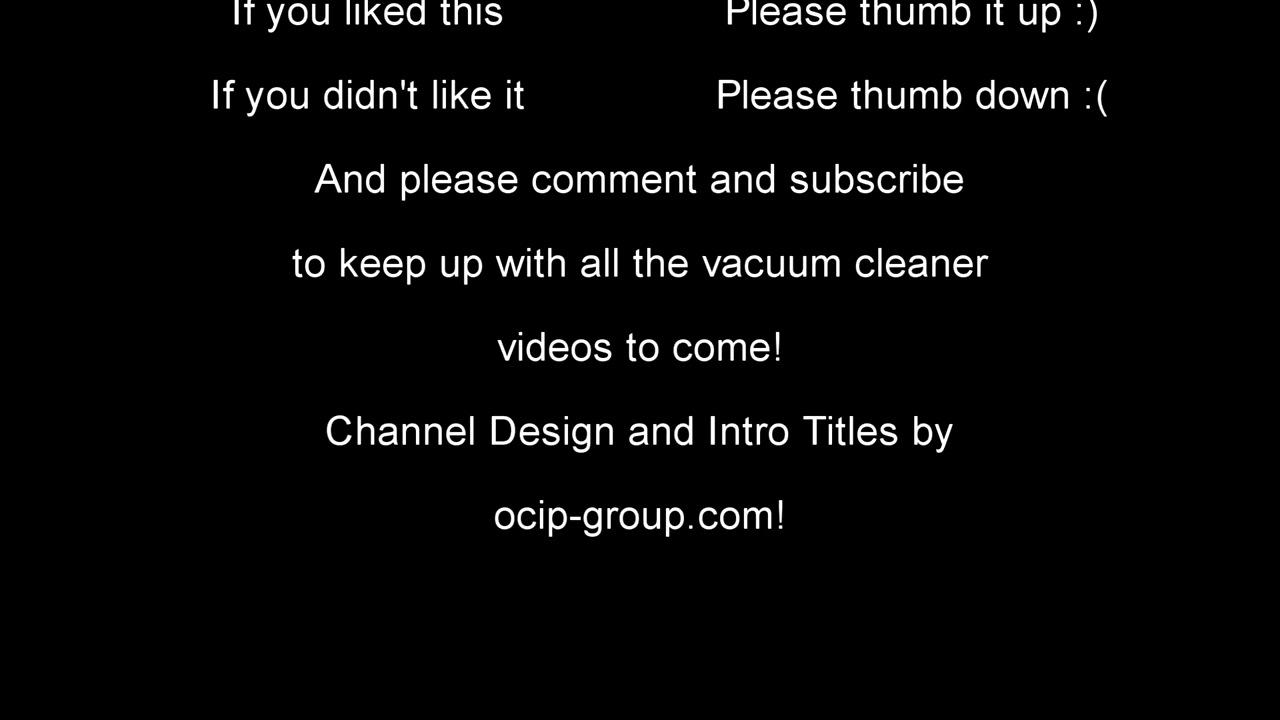 If you liked this Please thumb it up :)
If you didn't like it Please thumb down :(
And please comment and subscribe
to keep up with all the vacuum cleaner
videos to come!
Channel Design and Intro Titles by
ocip-group.com!